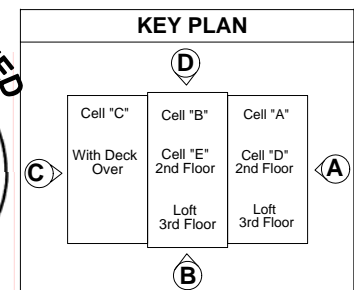 KEY PLAN
D
Cell "C"
With Deck
Over
Cell "B"
Cell "E"
2nd Floor
Loft
3rd Floor
Cell "A"
Cell "D"
2nd Floor
Loft
3rd Floor
C
A
B